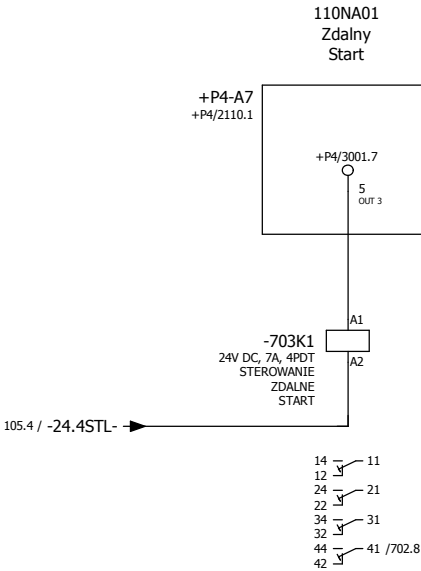 110NA01
Zdalny
Start
+P4-A7
+P4/2110.1
+P4/3001.7
5
OUT 3
A1
-703K1
24V DC, 7A, 4PDT
A2
STEROWANIE
ZDALNE
START
105.4 / -24.4STL-
14 11
12
24 21
22
34 31
32
44 41 /702.8
42